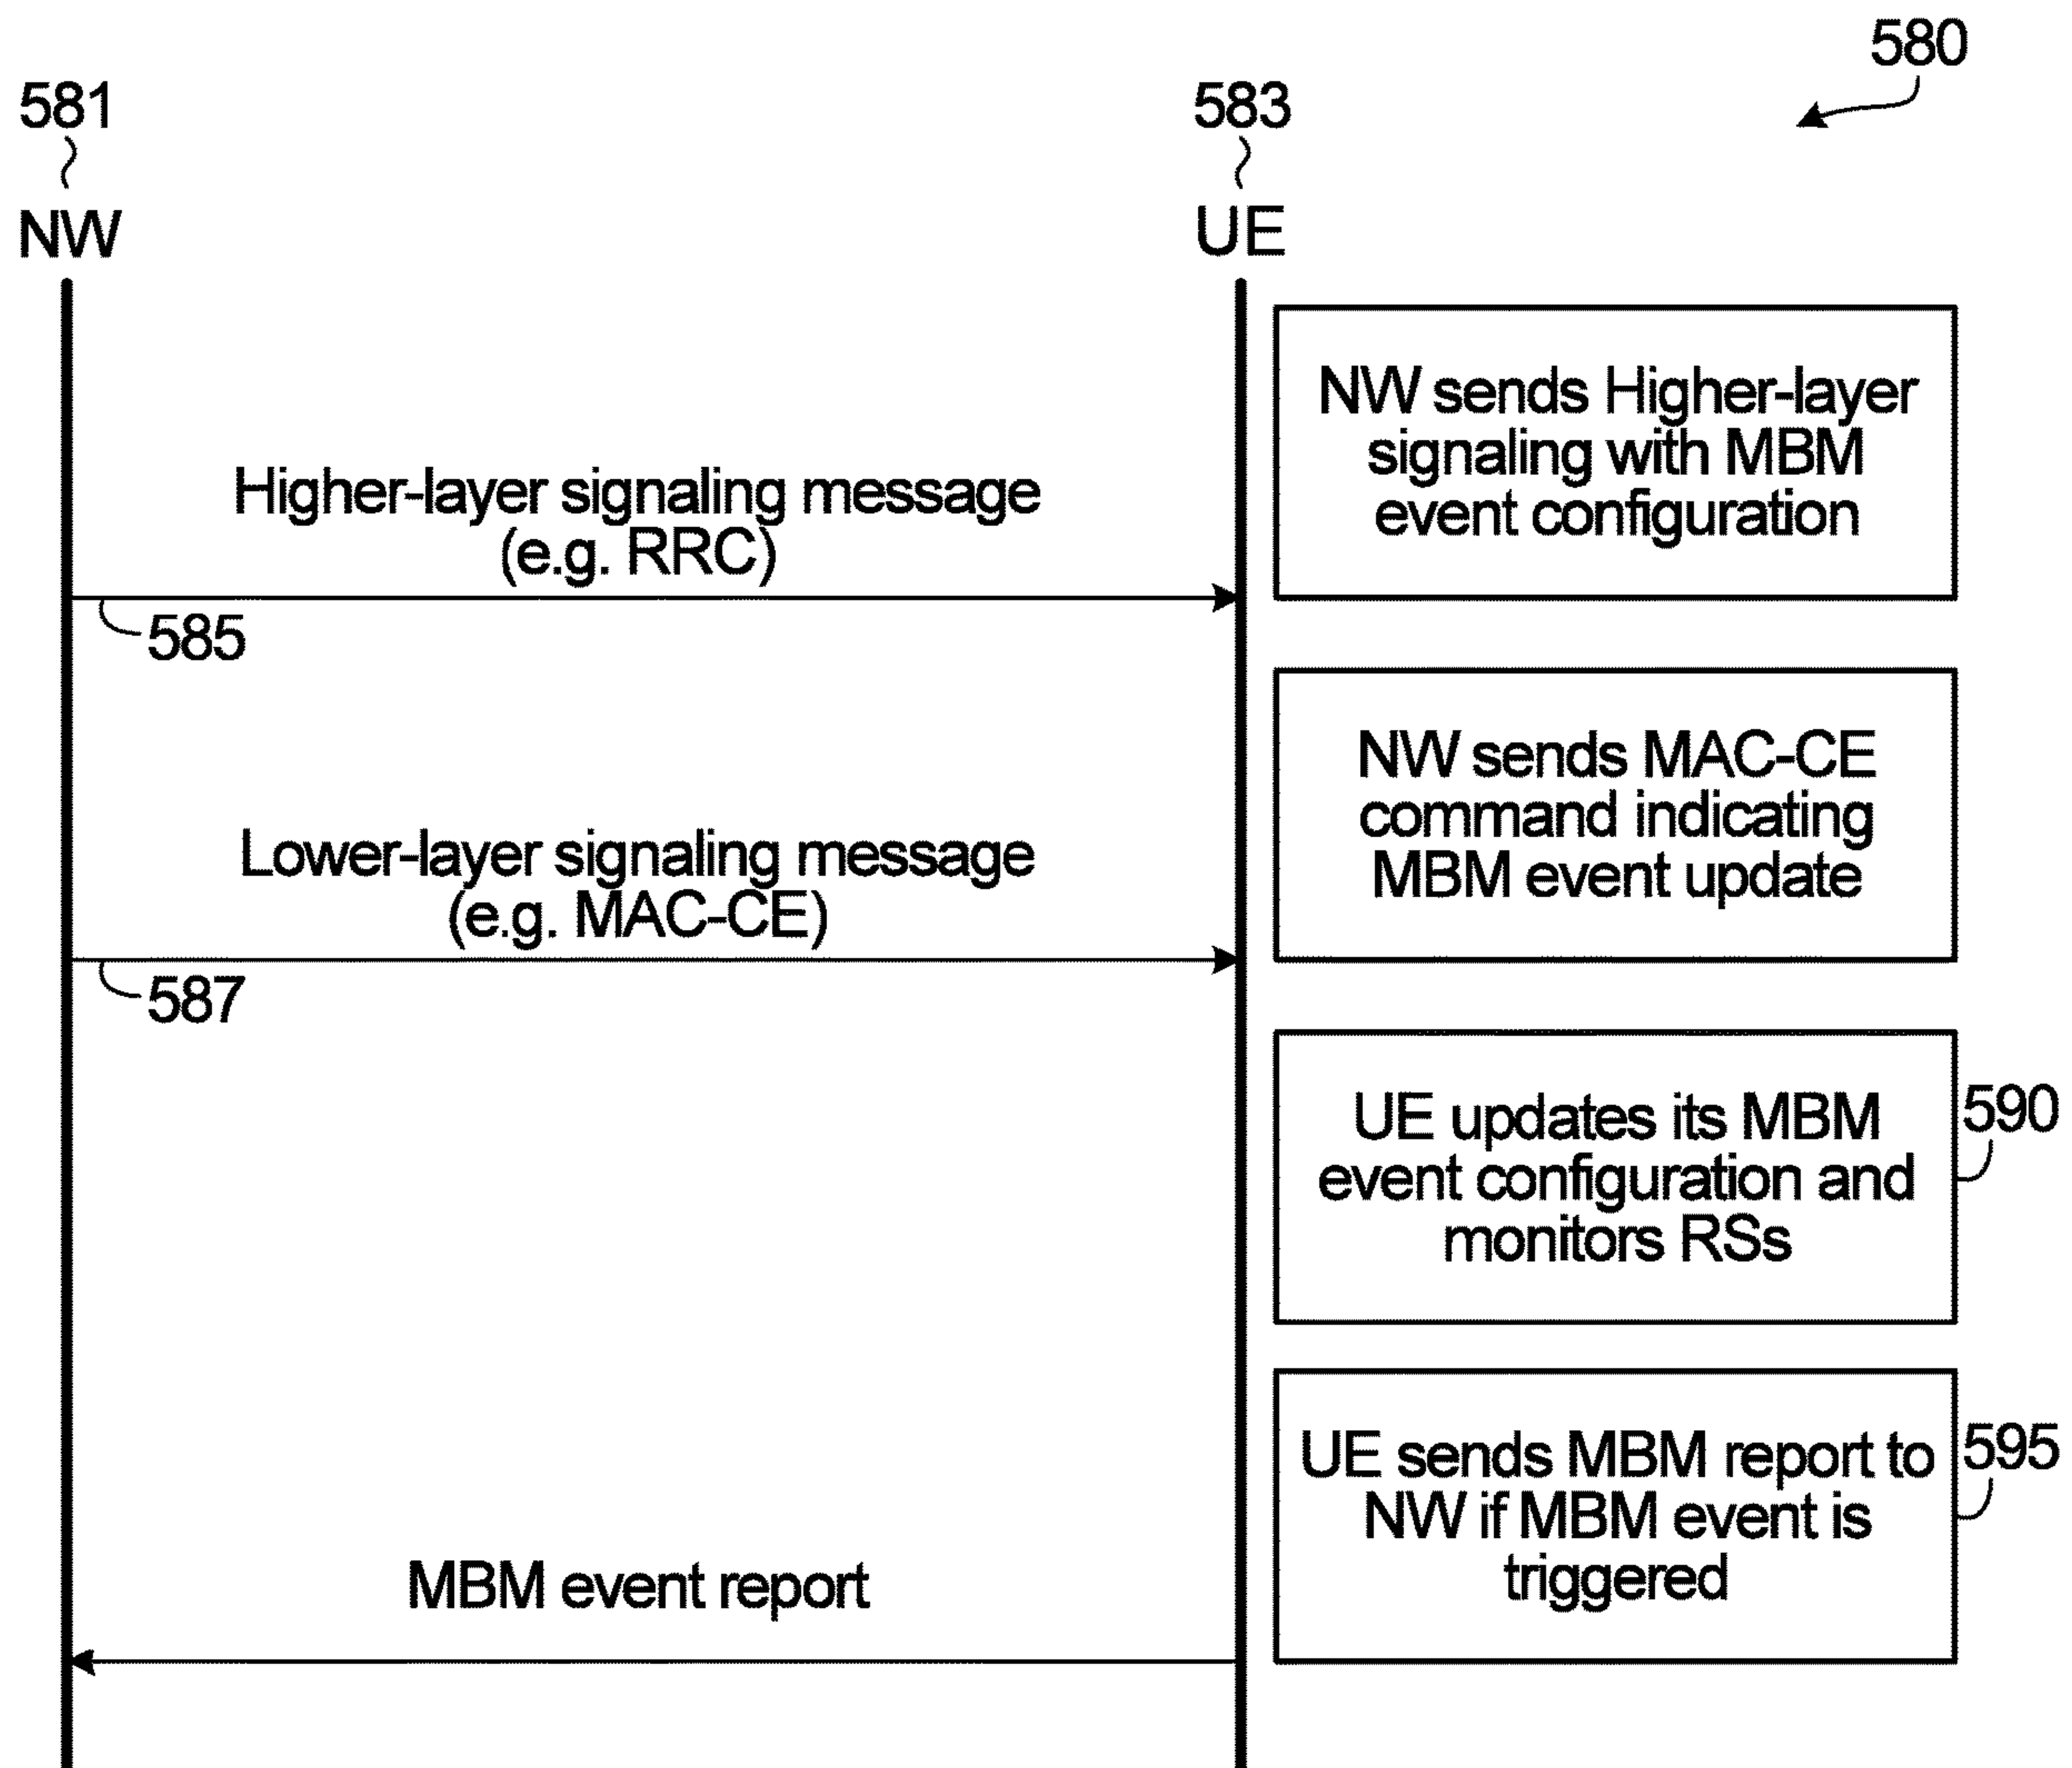 580
581
583
NW
UE
NW sends Higher-layer
signaling with MBM
event configuration
Higher-layer signaling message
(e.g. RRC)
585
NW sends MAC-CE
command indicating
MBM event update
Lower-layer signaling message
(e.g. MAC-CE)
587
UE updates its MBM
event configuration and
monitors RSs
590
UE sends MBM report to
NW if MBM event is
triggered
595
MBM event report